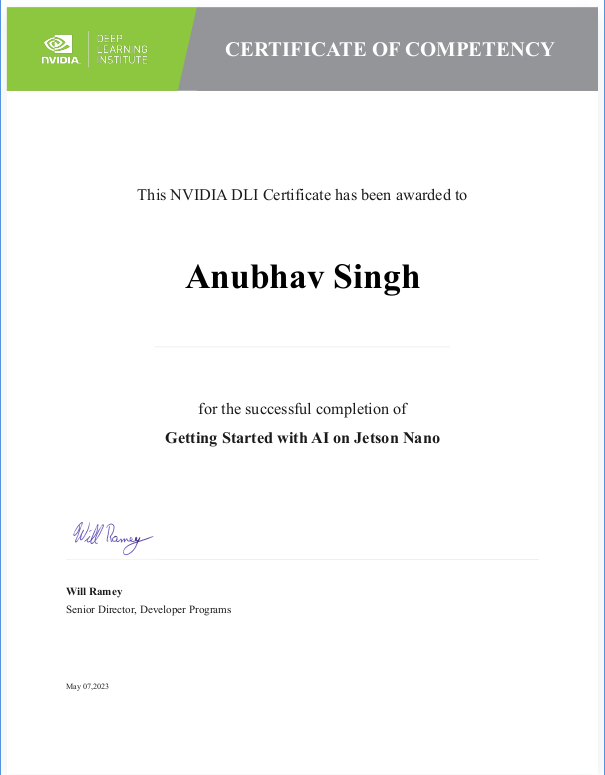 NVIDIA.
DEEP
LEARNING
INSTITUTE
CERTIFICATE OF COMPETENCY
This NVIDIA DLI Certificate has been awarded to
Anubhav Singh
for the successful completion of
Getting Started with AI on Jetson Nano
Will Ramey
Will Ramey
Senior Director, Developer Programs
May 07,2023